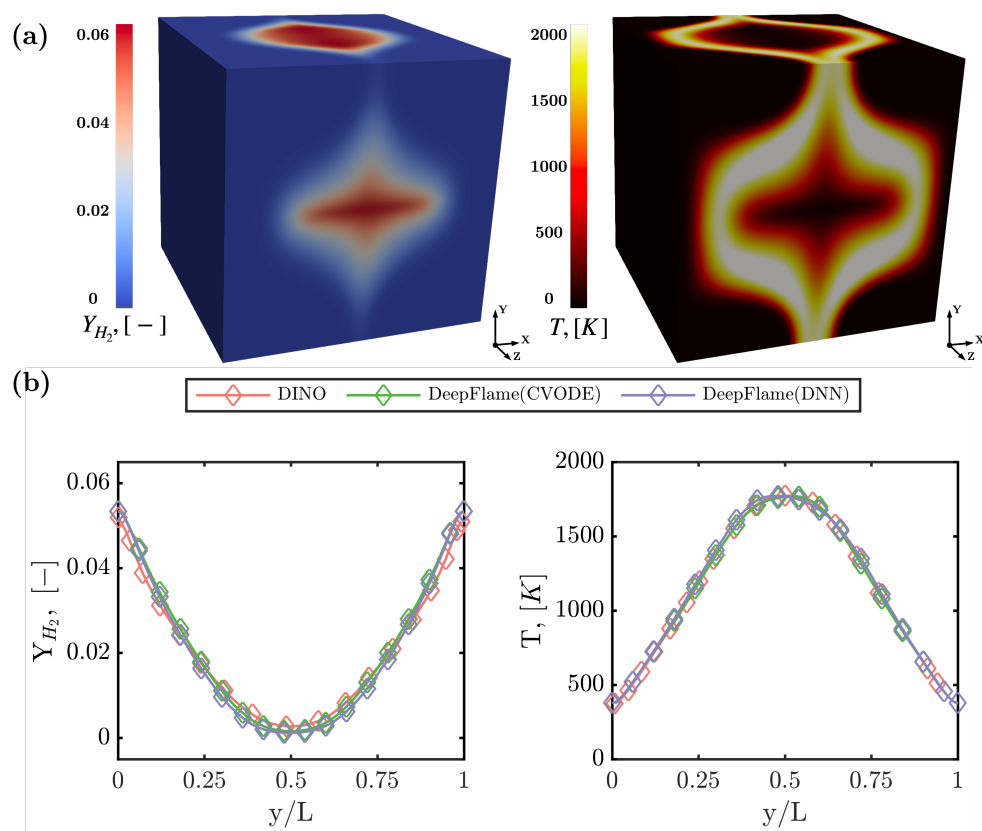 (a)
0.06
0.04
0.02
0
Y_{H_2}, [-]
Y
X
Z
2000
1500
1000
500
0
T, [K]
Y
X
Z
(b)
DINO DeepFlame(CVODE) DeepFlame(DNN)
0.06
0.04
0.02
0
Y_{H_2}, [-]
0 0.25 0.5 0.75 1
y/L
2000
1500
1000
500
0
T, [K]
0 0.25 0.5 0.75 1
y/L